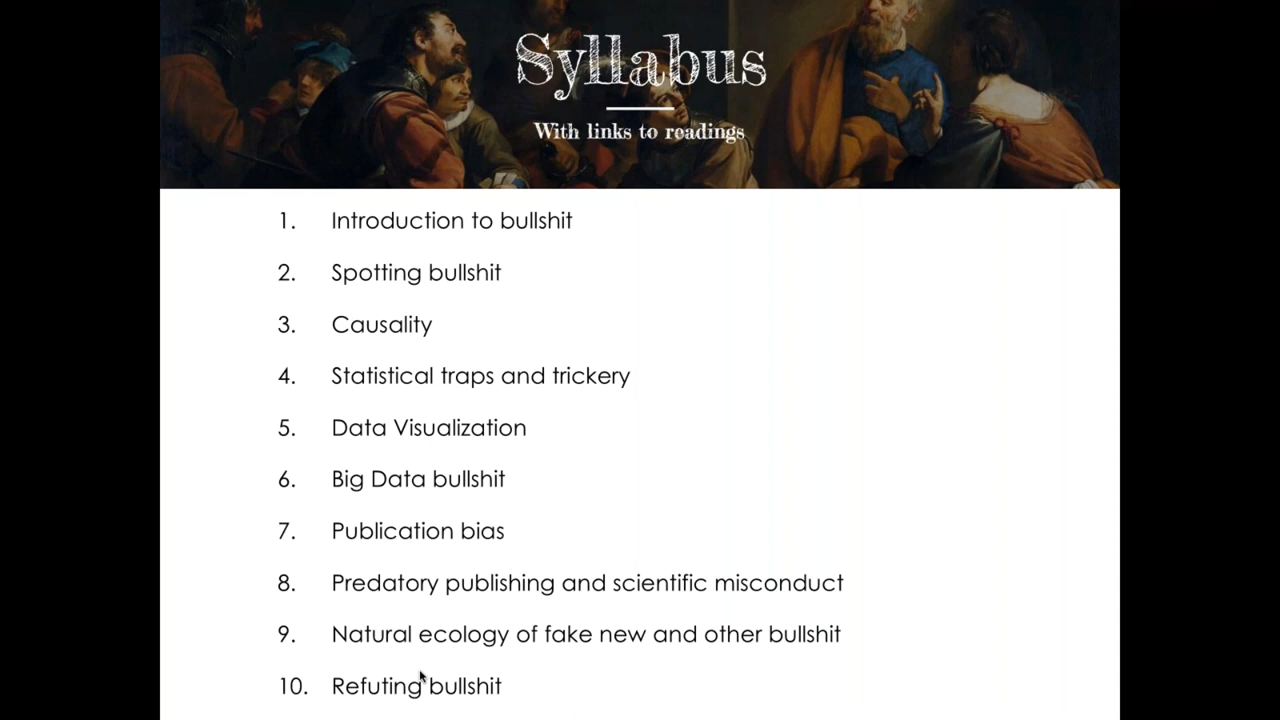 Syllabus
With links to readings
1. Introduction to bullshit
2. Spotting bullshit
3. Causality
4. Statistical traps and trickery
5. Data Visualization
6. Big Data bullshit
7. Publication bias
8. Predatory publishing and scientific misconduct
9. Natural ecology of fake new and other bullshit
10. Refuting bullshit